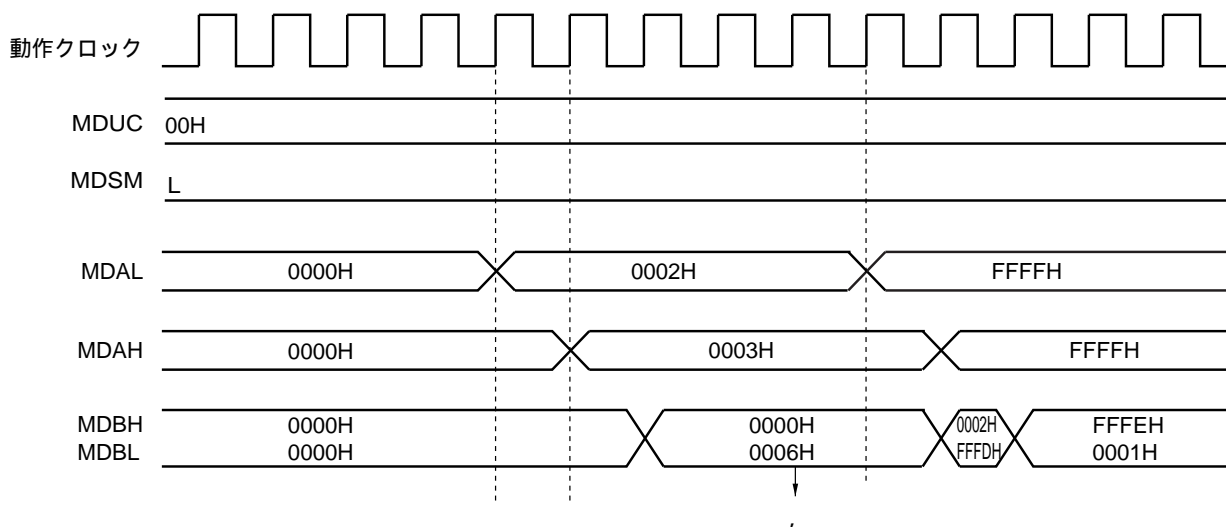 動作クロック
MDUC 00H
MDSM L
MDAL 0000H 0002H FFFFH
MDAH 0000H 0003H FFFFH
MDBH 0000H 0000H 0002H FFFEH
MDBL 0000H 0006H FFFDH 0001H